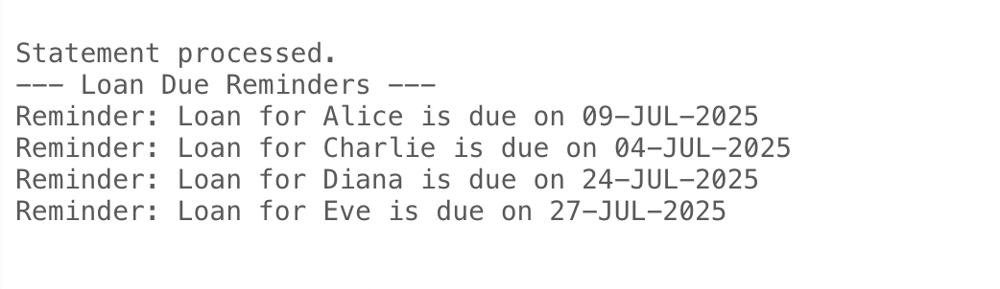 Statement processed.
--- Loan Due Reminders ---
Reminder: Loan for Alice is due on 09-JUL-2025
Reminder: Loan for Charlie is due on 04-JUL-2025
Reminder: Loan for Diana is due on 24-JUL-2025
Reminder: Loan for Eve is due on 27-JUL-2025